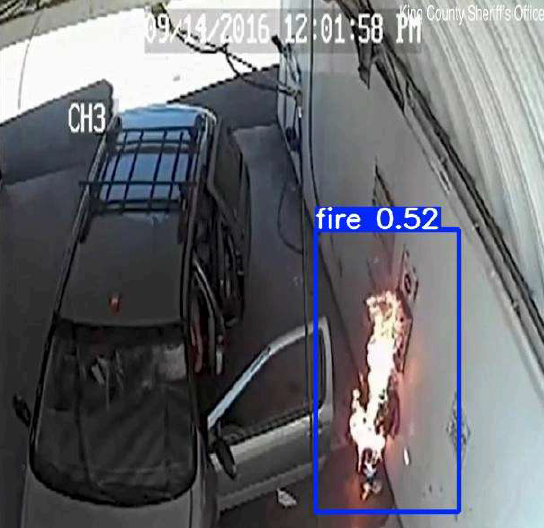 King County Sheriff's Office
09/14/2016 12:01:58 PM
CH3
fire 0.52